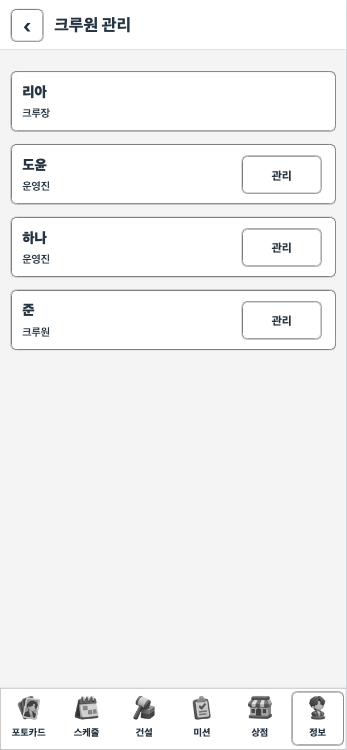 크루원 관리
리아
크루장
도윤
운영진
관리
하나
운영진
관리
준
크루원
관리
포토카드 스케줄 건설 미션 상점 정보